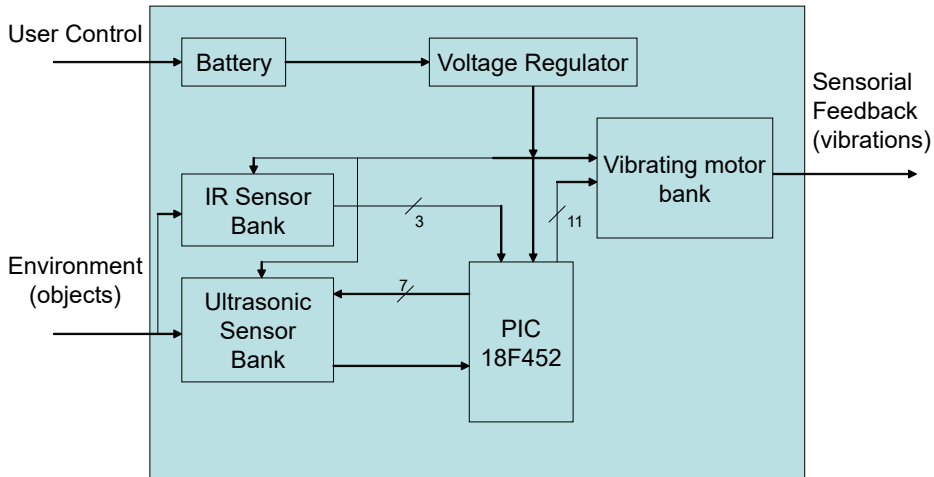 User Control
Battery
Voltage Regulator
Sensorial
Feedback
(vibrations)
Vibrating motor
bank
IR Sensor
Bank
3
11
Environment
(objects)
Ultrasonic
Sensor
Bank
7
PIC
18F452